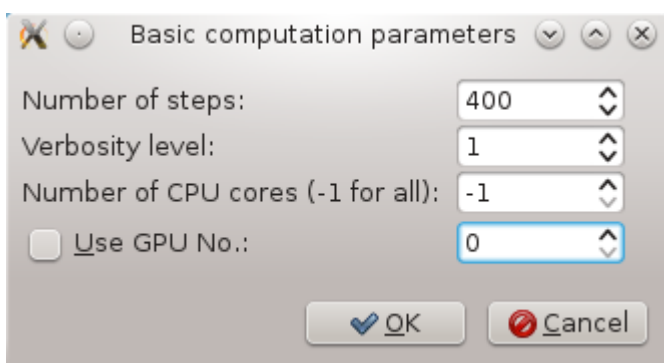 Basic computation parameters
Number of steps: 400
Verbosity level: 1
Number of CPU cores (-1 for all): -1
Use GPU No.: 0
OK Cancel